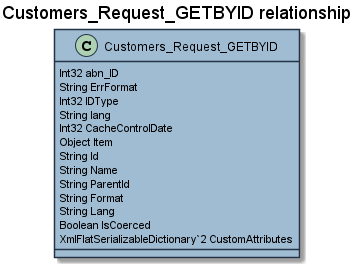 Customers_Request_GETBYID relationship
C Customers_Request_GETBYID
Int32 abn_ID
String ErrFormat
Int32 IDType
String lang
Int32 CacheControlDate
Object Item
String Id
String Name
String ParentId
String Format
String Lang
Boolean IsCoerced
XmlFlatSerializableDictionary`2 CustomAttributes